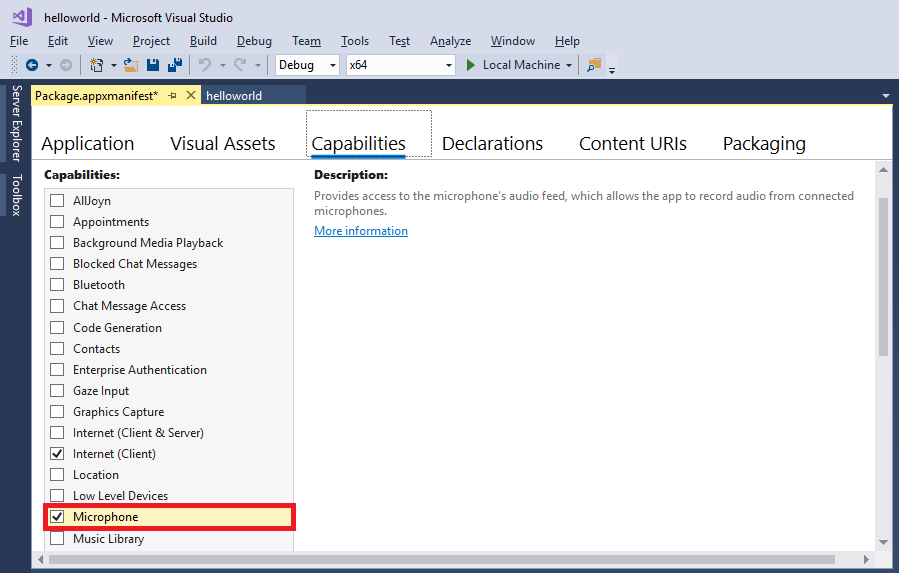 helloworld - Microsoft Visual Studio
File Edit View Project Build Debug Team Tools Test Analyze Window Help
Debug x64 Local Machine
Server Explorer
Toolbox
Package.appxmanifest* helloworld
Application Visual Assets Capabilities Declarations Content URIs Packaging
Capabilities:
AllJoyn
Appointments
Background Media Playback
Blocked Chat Messages
Bluetooth
Chat Message Access
Code Generation
Contacts
Enterprise Authentication
Gaze Input
Graphics Capture
Internet (Client & Server)
Internet (Client)
Location
Low Level Devices
Microphone
Music Library
Description:
Provides access to the microphone's audio feed, which allows the app to record audio from connected
microphones.
More information